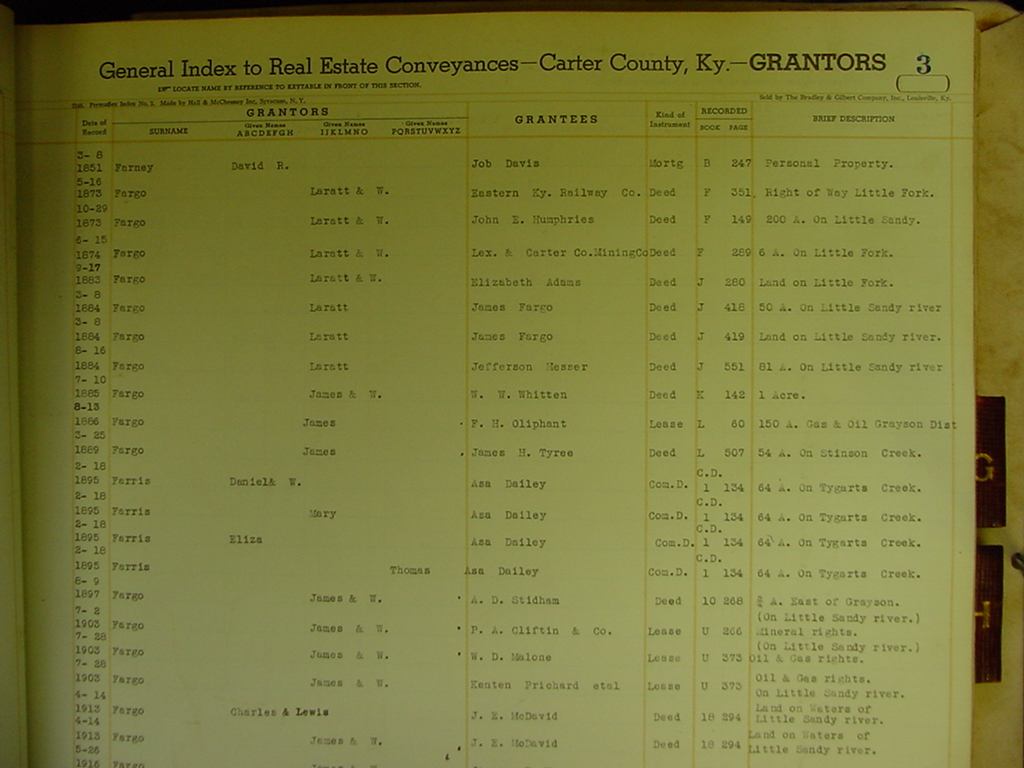 General Index to Real Estate Conveyances—Carter County, Ky.—GRANTORS 3
LOCATE NAME BY REFERENCE TO KEYTABLE IN FRONT OF THIS SECTION.
Permaflex Index No. 2. Made by Hall & McChesney Inc, Syracuse, N. Y. Sold by The Bradley & Gilbert Company, Inc., Louisville, Ky.
Date of Record GRANTORS GRANTEES Kind of Instrument RECORDED BRIEF DESCRIPTION
SURNAME Given Names ABCDEFGH Given Names IJKLMNO Given Names PQRSTUVWXYZ BOOK PAGE
3- 8
1851 Farney David R. Job Davis Mortg B 247 Personal Property.
5-16
1873 Fargo Laratt & W. Eastern Ky. Railway Co. Deed F 351 Right of Way Little Fork.
10-29
1873 Fargo Laratt & W. John E. Humphries Deed F 149 200 A. On Little Sandy.
6- 15
1874 Fargo Laratt & W. Lex. & Carter Co.MiningCo Deed F 289 6 A. On Little Fork.
9-17
1883 Fargo Laratt & W. Elizabeth Adams Deed J 280 Land on Little Fork.
3- 8
1884 Fargo Laratt James Fargo Deed J 418 50 A. On Little Sandy river
3- 8
1884 Fargo Laratt James Fargo Deed J 419 Land on Little Sandy river.
8- 16
1884 Fargo Laratt Jefferson Messer Deed J 551 81 A. On Little Sandy river
7- 10
1885 Fargo James & W. W. W. Whitten Deed K 142 1 Acre.
8-13
1886 Fargo James F. H. Oliphant Lease L 60 150 A. Gas & Oil Grayson Dist
3- 25
1889 Fargo James James H. Tyree Deed L 507 54 A. On Stinson Creek.
2- 18 C.D.
1895 Farris Daniel& W. Asa Dailey Com.D. 1 134 64 A. On Tygarts Creek.
2- 18 C.D.
1895 Farris Mary Asa Dailey Com.D. 1 134 64 A. On Tygarts Creek.
2- 18 C.D.
1895 Farris Eliza Asa Dailey Com.D. 1 134 64 A. On Tygarts Creek.
2- 18 C.D.
1895 Farris Thomas Asa Dailey Com.D. 1 134 64 A. On Tygarts Creek.
9
1897 Fargo James & W. A. D. Stidham Deed 10 268 A. East of Grayson.
7- 2 (On Little Sandy river.)
1903 Fargo James & W. P. A. Cliftin & Co. Lease U 266 Mineral rights.
7- 28 (On Little Sandy river.)
1903 Fargo James & W. W. D. Malone Lease U 373 Oil & Gas rights.
7- 28 Oil & Gas rights.
1903 Fargo James & W. Kenten Prichard etal Lease U 373 On Little Sandy river.
4- 14 Land on Waters of
1913 Fargo Charles & Lewis J. E. McDavid Deed 18 294 Little Sandy river.
4-14 Land on Waters of
1913 Fargo James & W. J. E. McDavid Deed 18 294 Little Sandy river.
5-26
1916 Fargo James & W.
G
H